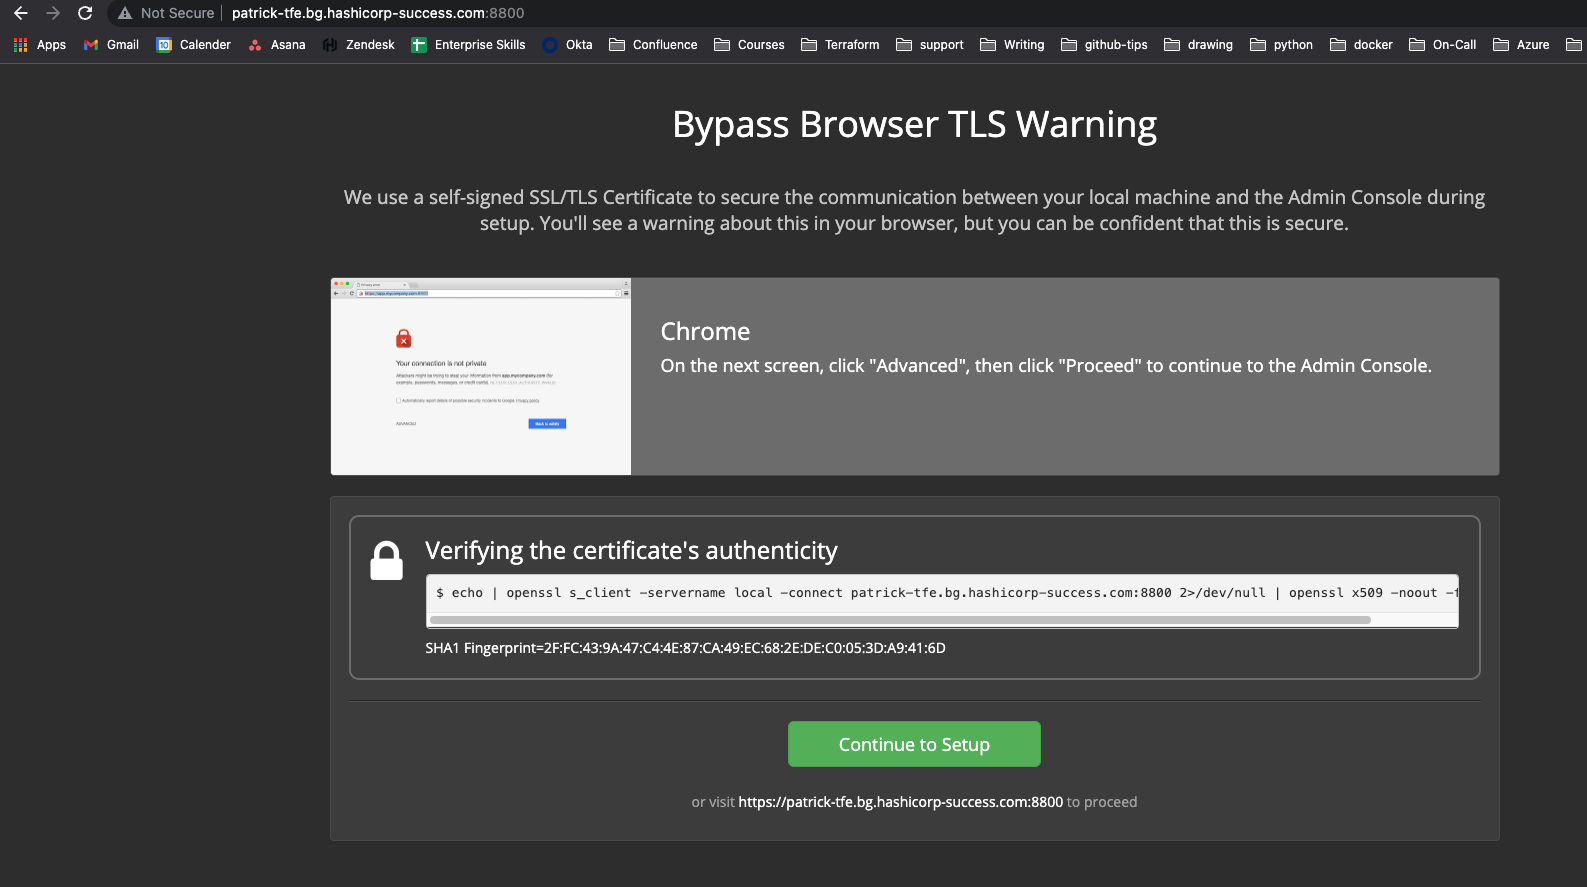 Not Secure | patrick-tfe.bg.hashicorp-success.com:8800
Apps Gmail 10 Calender Asana Zendesk Enterprise Skills Okta Confluence Courses Terraform support Writing github-tips drawing python docker On-Call Azure
Bypass Browser TLS Warning
We use a self-signed SSL/TLS Certificate to secure the communication between your local machine and the Admin Console during
setup. You'll see a warning about this in your browser, but you can be confident that this is secure.
Your connection is not private
Chrome
On the next screen, click "Advanced", then click "Proceed" to continue to the Admin Console.
Verifying the certificate's authenticity
$ echo | openssl s_client -servername local -connect patrick-tfe.bg.hashicorp-success.com:8800 2>/dev/null | openssl x509 -noout -f
SHA1 Fingerprint=2F:FC:43:9A:47:C4:4E:87:CA:49:EC:68:2E:DE:C0:05:3D:A9:41:6D
Continue to Setup
or visit https://patrick-tfe.bg.hashicorp-success.com:8800 to proceed